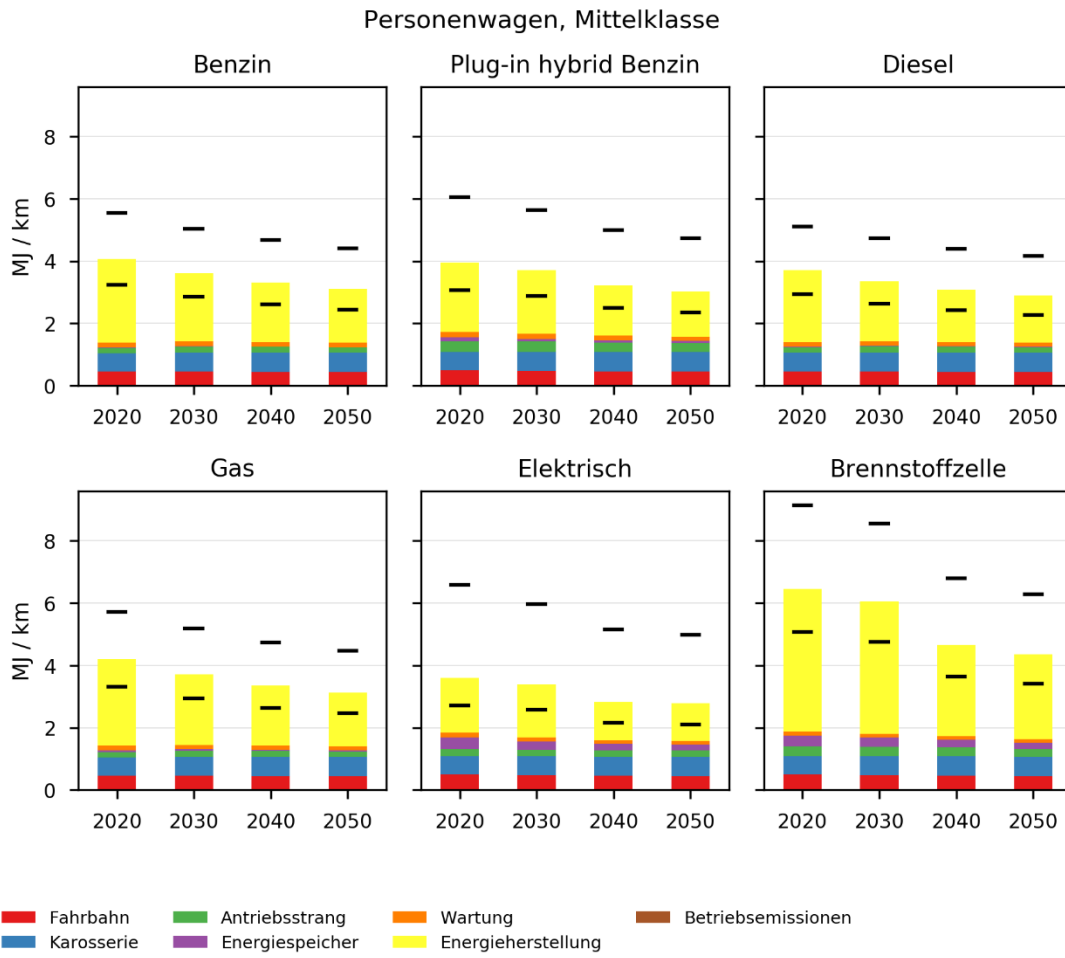 Personenwagen, Mittelklasse
Benzin
Plug-in hybrid Benzin
Diesel
MJ / km
8
6
4
2
0
2020 2030 2040 2050
2020 2030 2040 2050
2020 2030 2040 2050
Gas
Elektrisch
Brennstoffzelle
MJ / km
8
6
4
2
0
2020 2030 2040 2050
2020 2030 2040 2050
2020 2030 2040 2050
Fahrbahn
Karosserie
Antriebsstrang
Energiespeicher
Wartung
Energieherstellung
Betriebsemissionen